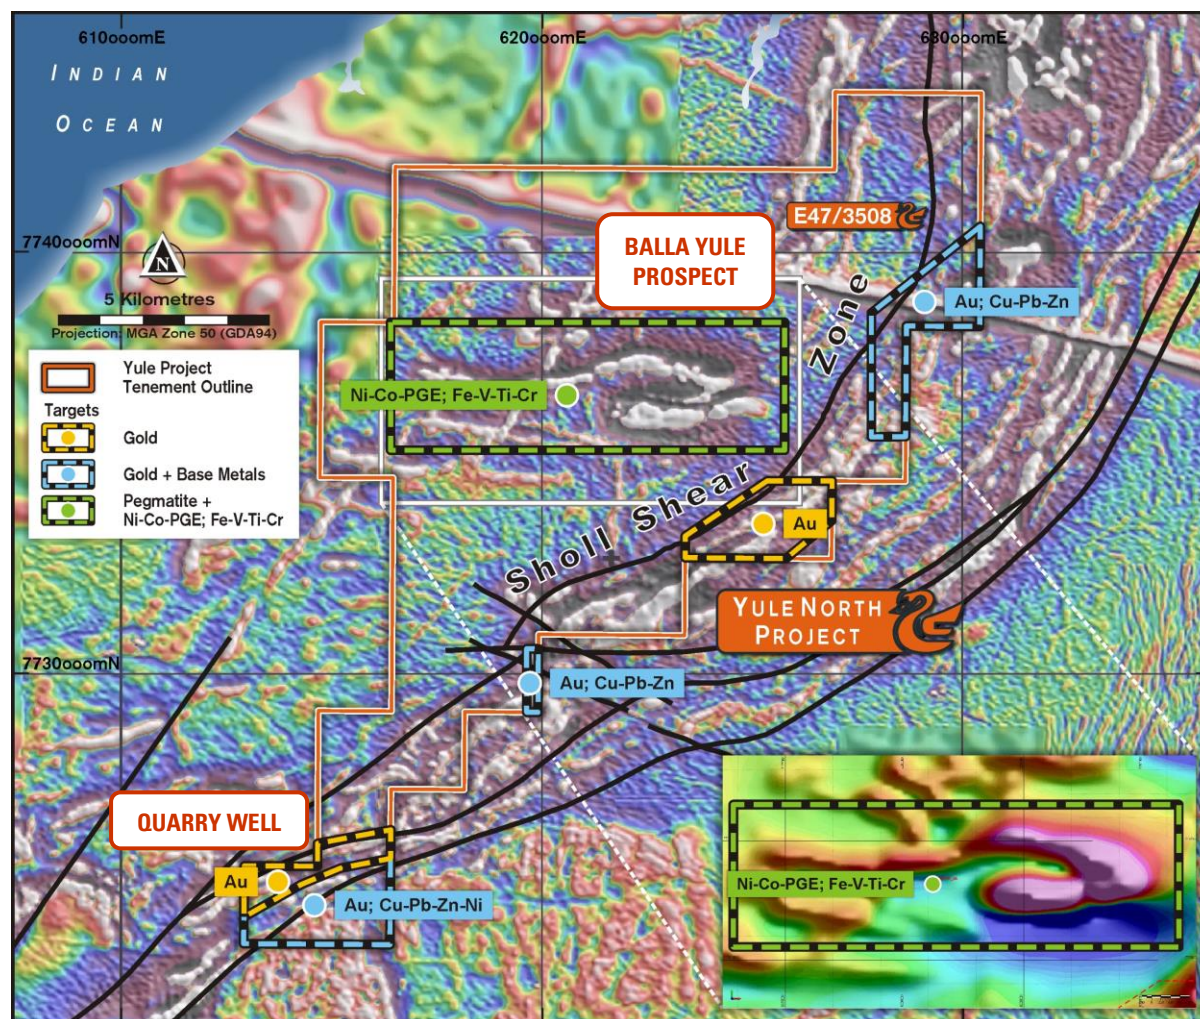 610000mE
620000mE
630000mE
INDIAN
OCEAN
E47/3508
7740000mN
BALLA YULE
PROSPECT
N
5 Kilometres
Projection: MGA Zone 50 (GDA94)
Au; Cu-Pb-Zn
Yule Project
Tenement Outline
Targets
Gold
Gold + Base Metals
Pegmatite +
Ni-Co-PGE; Fe-V-Ti-Cr
Ni-Co-PGE; Fe-V-Ti-Cr
Sholl Shear Zone
Au
YULE NORTH
PROJECT
7730000mN
Au; Cu-Pb-Zn
QUARRY WELL
Au
Au; Cu-Pb-Zn-Ni
Ni-Co-PGE; Fe-V-Ti-Cr